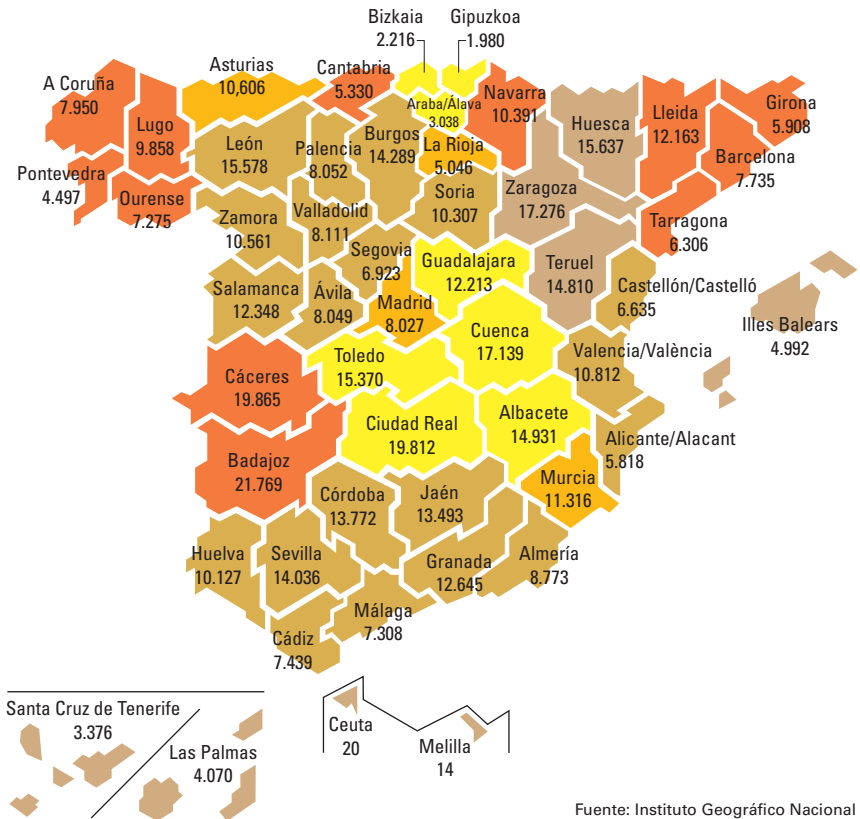 Bizkaia
2.216
Gipuzkoa
1.980
A Coruña
7.950
Asturias
10,606
Cantabria
5.330
Lugo
9.858
Araba/Álava
3.038
Navarra
10.391
Huesca
15.637
Lleida
12.163
Girona
5.908
Barcelona
7.735
León
15.578
Palencia
8.052
Burgos
14.289
La Rioja
5.046
Pontevedra
4.497
Ourense
7.275
Zamora
10.561
Valladolid
8.111
Soria
10.307
Zaragoza
17.276
Tarragona
6.306
Segovia
6.923
Guadalajara
12.213
Teruel
14.810
Castellón/Castelló
6.635
Salamanca
12.348
Ávila
8.049
Madrid
8.027
Illes Balears
4.992
Cuenca
17.139
Toledo
15.370
Valencia/València
10.812
Cáceres
19.865
Ciudad Real
19.812
Albacete
14.931
Alicante/Alacant
5.818
Badajoz
21.769
Murcia
11.316
Córdoba
13.772
Jaén
13.493
Huelva
10.127
Sevilla
14.036
Granada
12.645
Almería
8.773
Málaga
7.308
Cádiz
7.439
Santa Cruz de Tenerife
3.376
Las Palmas
4.070
Ceuta
20
Melilla
14
Fuente: Instituto Geográfico Nacional